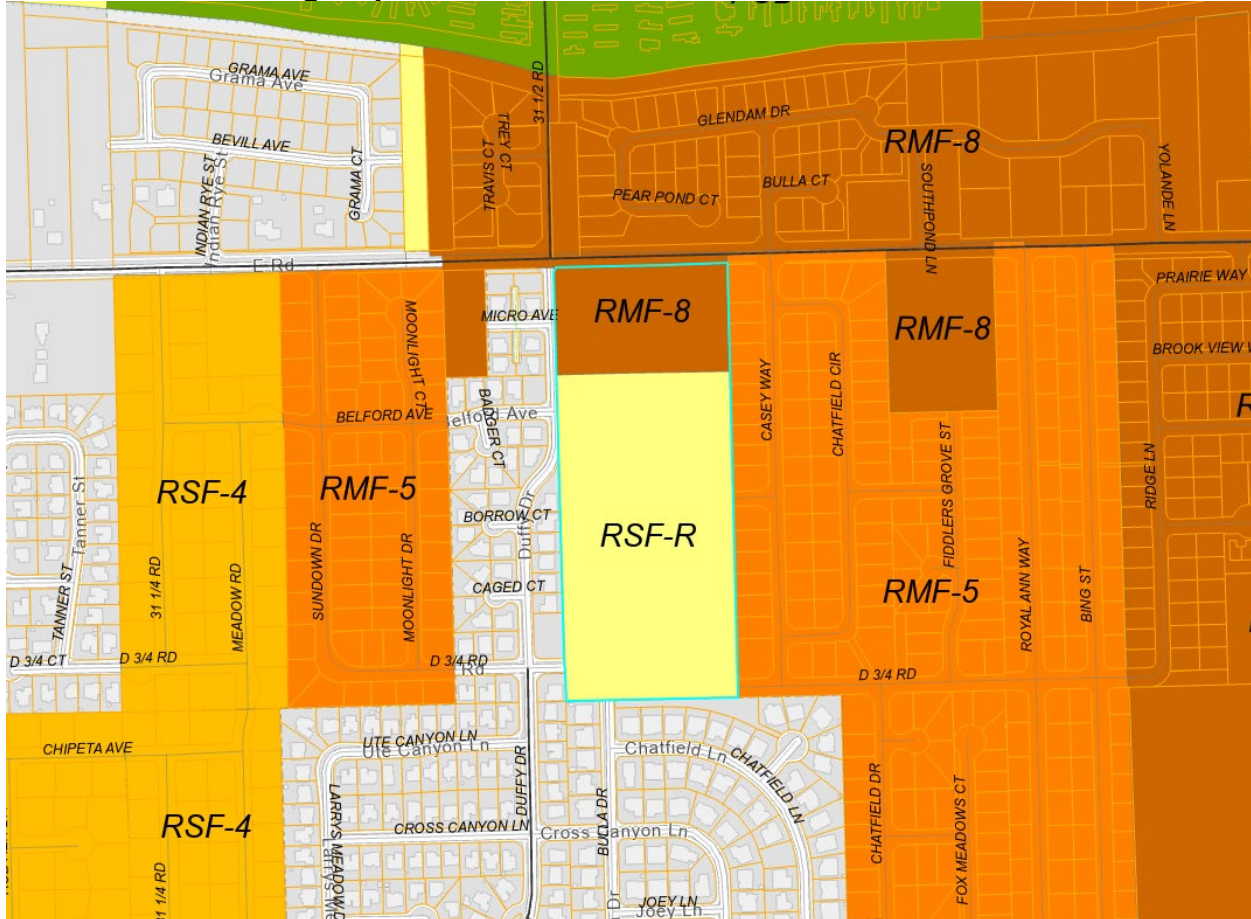 31 1/2 RD
GRAMA AVE
Grama Ave
TREY CT
GLENDAM DR
BEVILL AVE
RMF-8
TRAVIS CT
YOLANDE LN
INDIAN RYE ST
Indian Rye St
GRAMA CT
PEAR POND CT
BULLA CT
SOUTHPOND LN
E Rd
PRAIRIE WAY
MICRO AVE
RMF-8
MOONLIGHT CT
RMF-8
BROOK VIEW
CASEY WAY
CHATFIELD CIR
BELFORD AVE
Belford Ave
BADGER CT
RSF-4
RMF-5
Tanner St
RIDGE LN
FIDDLERS GROVE ST
BORROW CT
Duffy Dr
RSF-R
SUNDOWN DR
MOONLIGHT DR
31 1/4 RD
MEADOW RD
TANNER ST
CAGED CT
RMF-5
ROYAL ANN WAY
BING ST
D 3/4 CT
D 3/4 RD
D 3/4 RD
Rd
D 3/4 RD
CHIPETA AVE
UTE CANYON LN
Ute Canyon Ln
Chatfield Ln
CHATFIELD LN
DUFFY DR
BULLA DR
CHATFIELD DR
FOX MEADOWS CT
RSF-4
LARRYS MEADOW D
CROSS CANYON LN
Cross Canyon Ln
31 1/4 RD
Dr
JOEY LN
Joey Ln